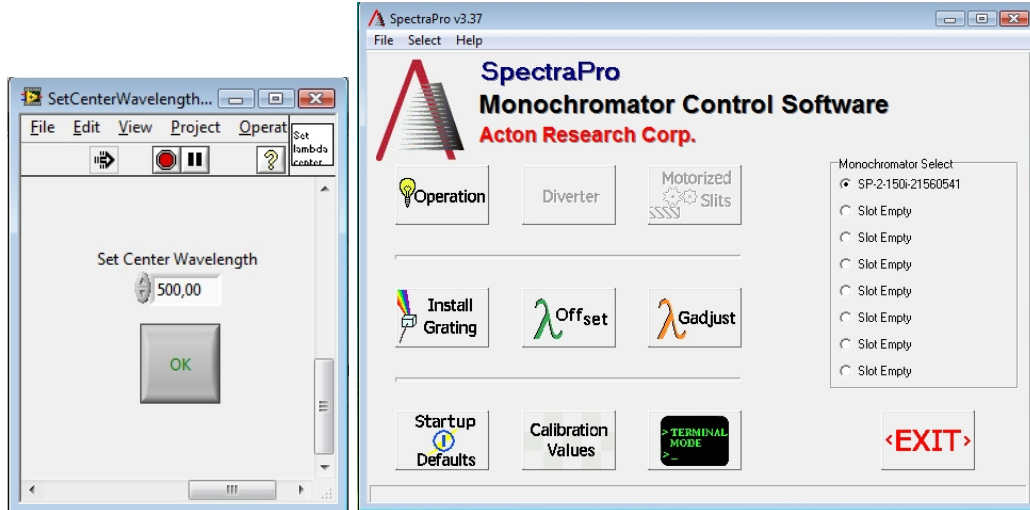 SetCenterWavelength...
File Edit View Project Operat
Set
lambda
center
Set Center Wavelength
500,00
OK
SpectraPro v3.37
File Select Help
SpectraPro
Monochromator Control Software
Acton Research Corp.
Operation
Diverter
Motorized
Slits
Monochromator Select
SP-2-150i-21560541
Slot Empty
Slot Empty
Slot Empty
Slot Empty
Slot Empty
Slot Empty
Slot Empty
Install
Grating
λ Offset
λ Gadjust
Startup
Defaults
Calibration
Values
> TERMINAL
MODE
>_
<EXIT>